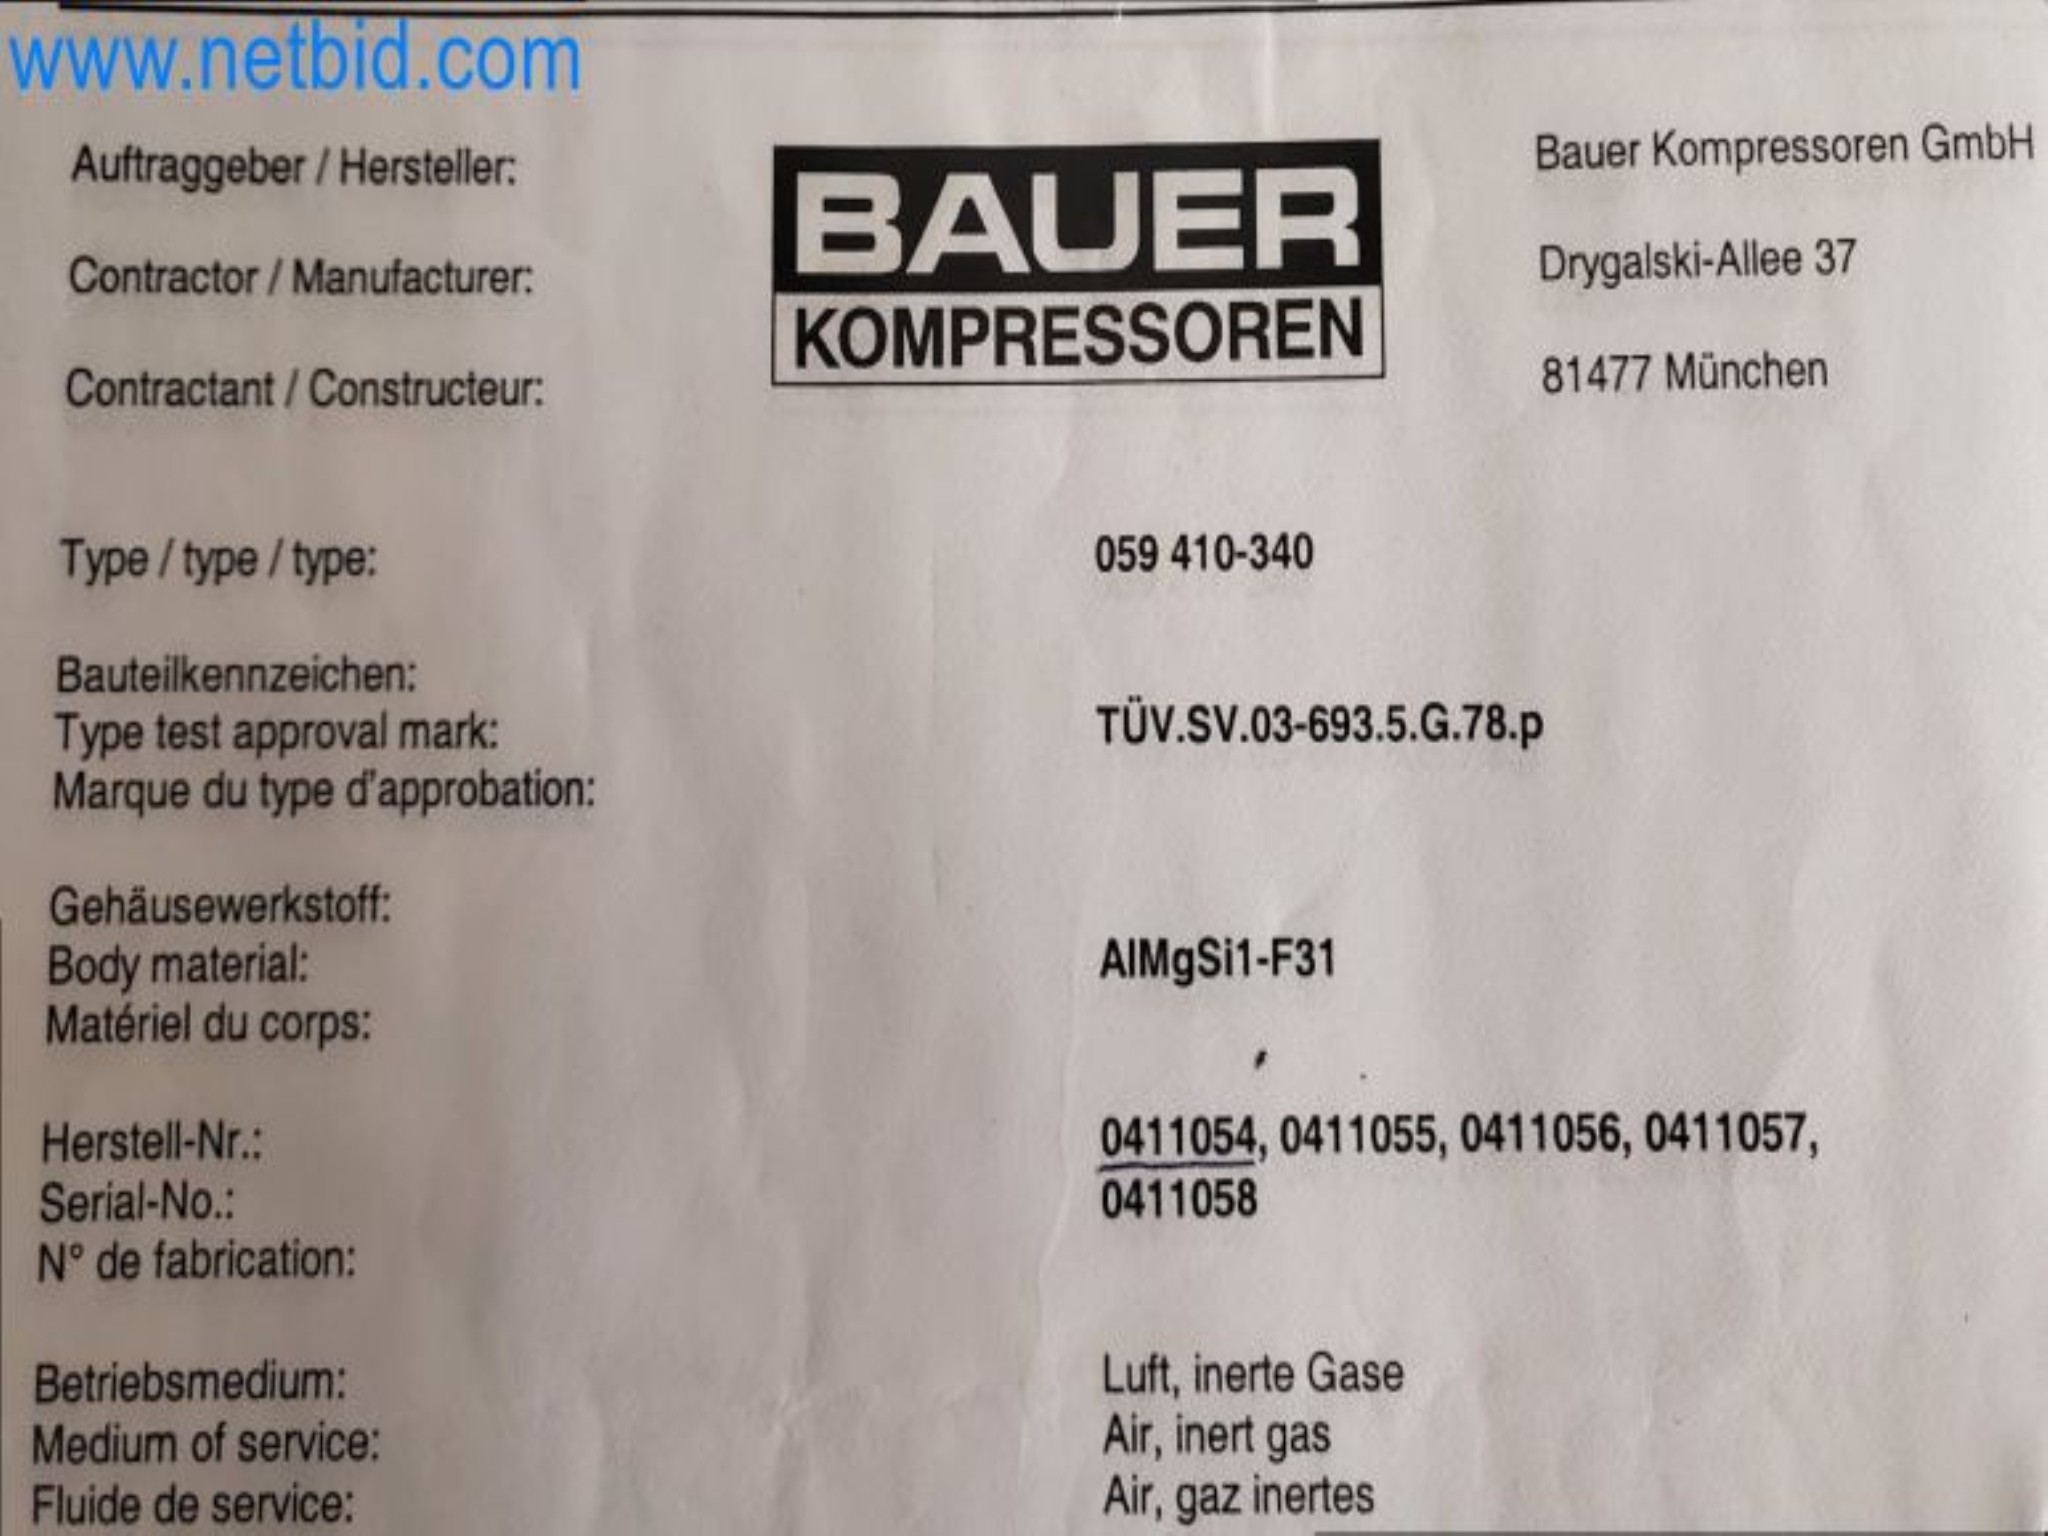 www.netbid.com
Auftraggeber / Hersteller:
Contractor / Manufacturer:
Contractant / Constructeur:
BAUER
KOMPRESSOREN
Bauer Kompressoren GmbH
Drygalski-Allee 37
81477 München
Type / type / type:
059 410-340
Bauteilkennzeichen:
Type test approval mark:
Marque du type d'approbation:
TÜV.SV.03-693.5.G.78.p
Gehäusewerkstoff:
Body material:
Matériel du corps:
AlMgSi1-F31
Herstell-Nr.:
Serial-No.:
N° de fabrication:
0411054, 0411055, 0411056, 0411057,
0411058
Betriebsmedium:
Medium of service:
Fluide de service:
Luft, inerte Gase
Air, inert gas
Air, gaz inertes